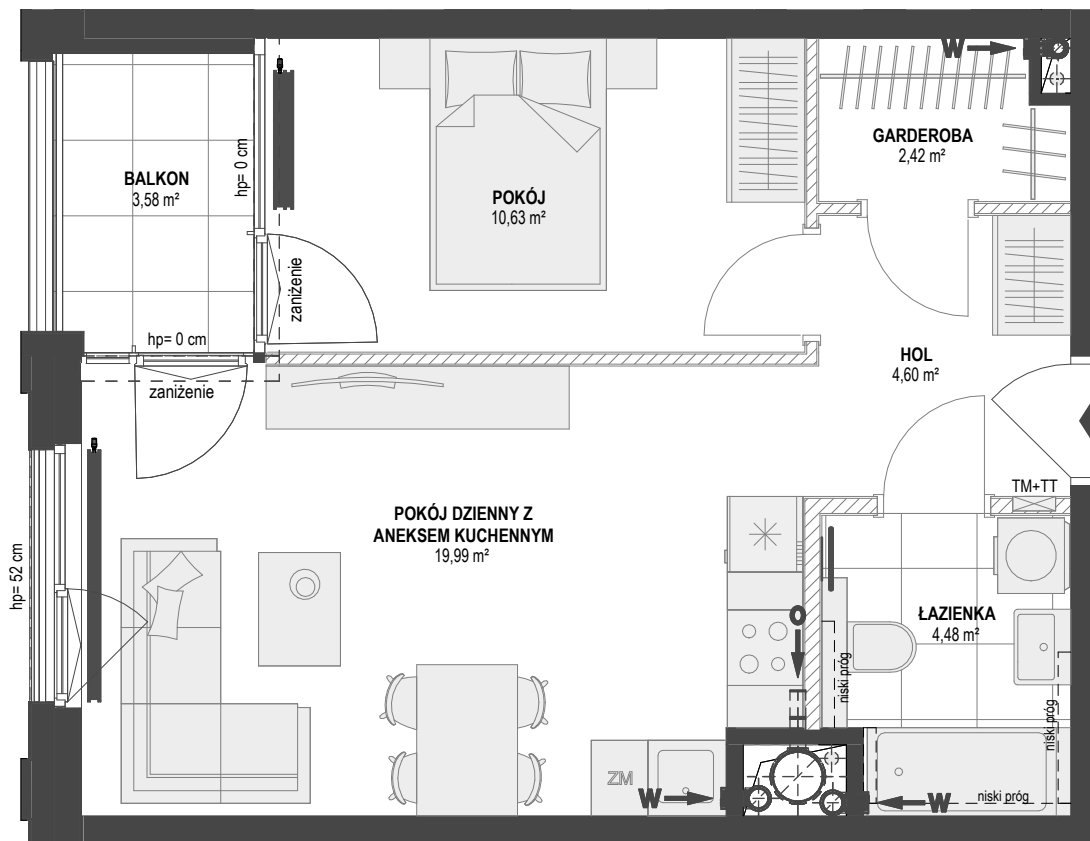 W
GARDEROBA
2,42 m²
BALKON
3,58 m²
hp= 0 cm
POKÓJ
10,63 m²
zaniżenie
hp= 0 cm
zaniżenie
HOL
4,60 m²
TM+TT
POKÓJ DZIENNY Z
ANEKSEM KUCHENNYM
19,99 m²
hp= 52 cm
ŁAZIENKA
4,48 m²
O
niski próg
niski próg
ZM
W
W
niski próg